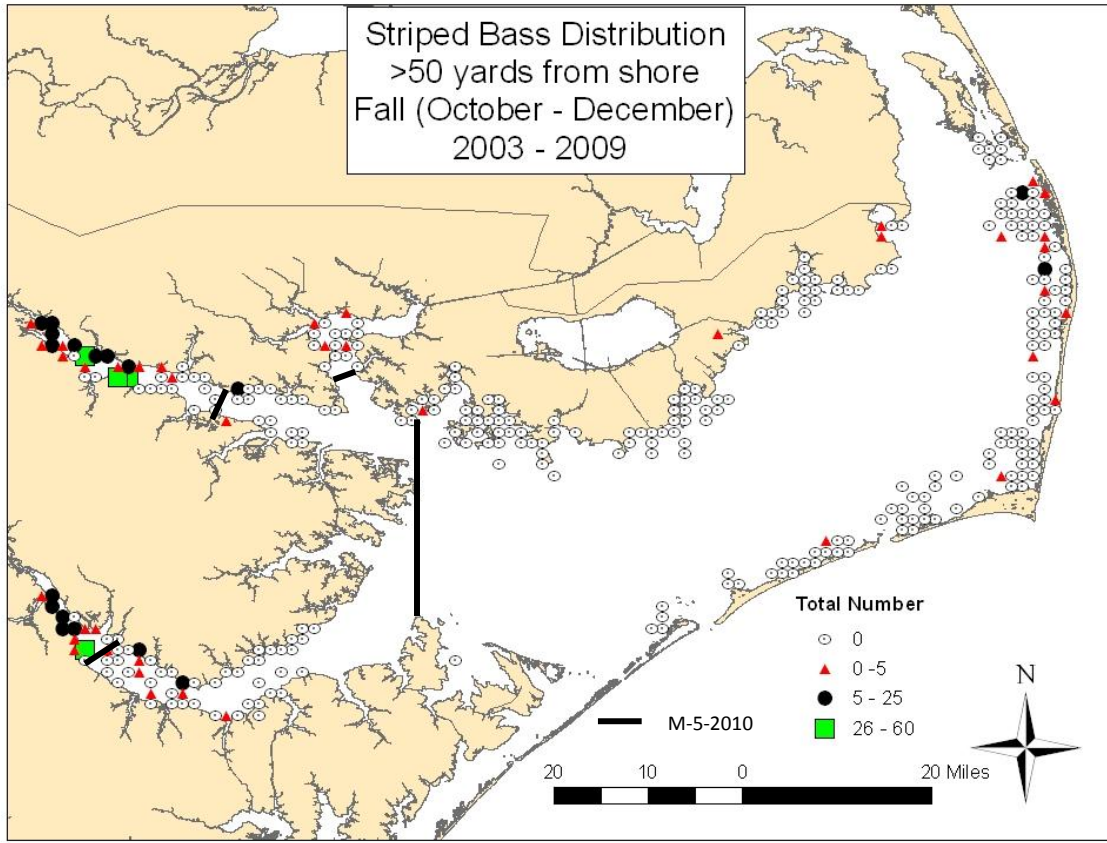 Striped Bass Distribution
>50 yards from shore
Fall (October - December)
2003 - 2009
Total Number
0
0 -5
5 - 25
26 - 60
M-5-2010
N
20 10 0 20 Miles